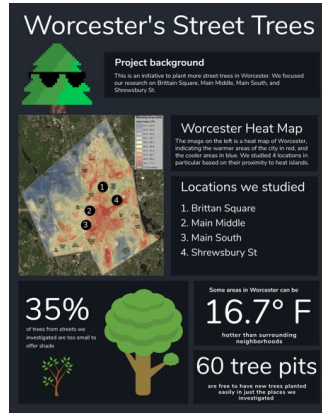 Worcester's Street Trees
Project background
This is an initiative to plant more street trees in Worcester. We focused
our research on Brittian Square, Main Middle, Main South, and
Shrewsbury St.
Worcester Heat Map
The image on the left is a heat map of Worcester,
indicating the warmer areas of the city in red, and
the cooler areas in blue. We studied 4 locations in
particular based on their proximity to heat islands.
1
4
2
3
Locations we studied
1. Brittan Square
2. Main Middle
3. Main South
4. Shrewsbury St
35%
of trees from streets we
investigated are too small to
offer shade
Some areas in Worcester can be
16.7° F
hotter than surrounding
neighborhoods
60 tree pits
are free to have new trees planted
easily in just the places we
investigated